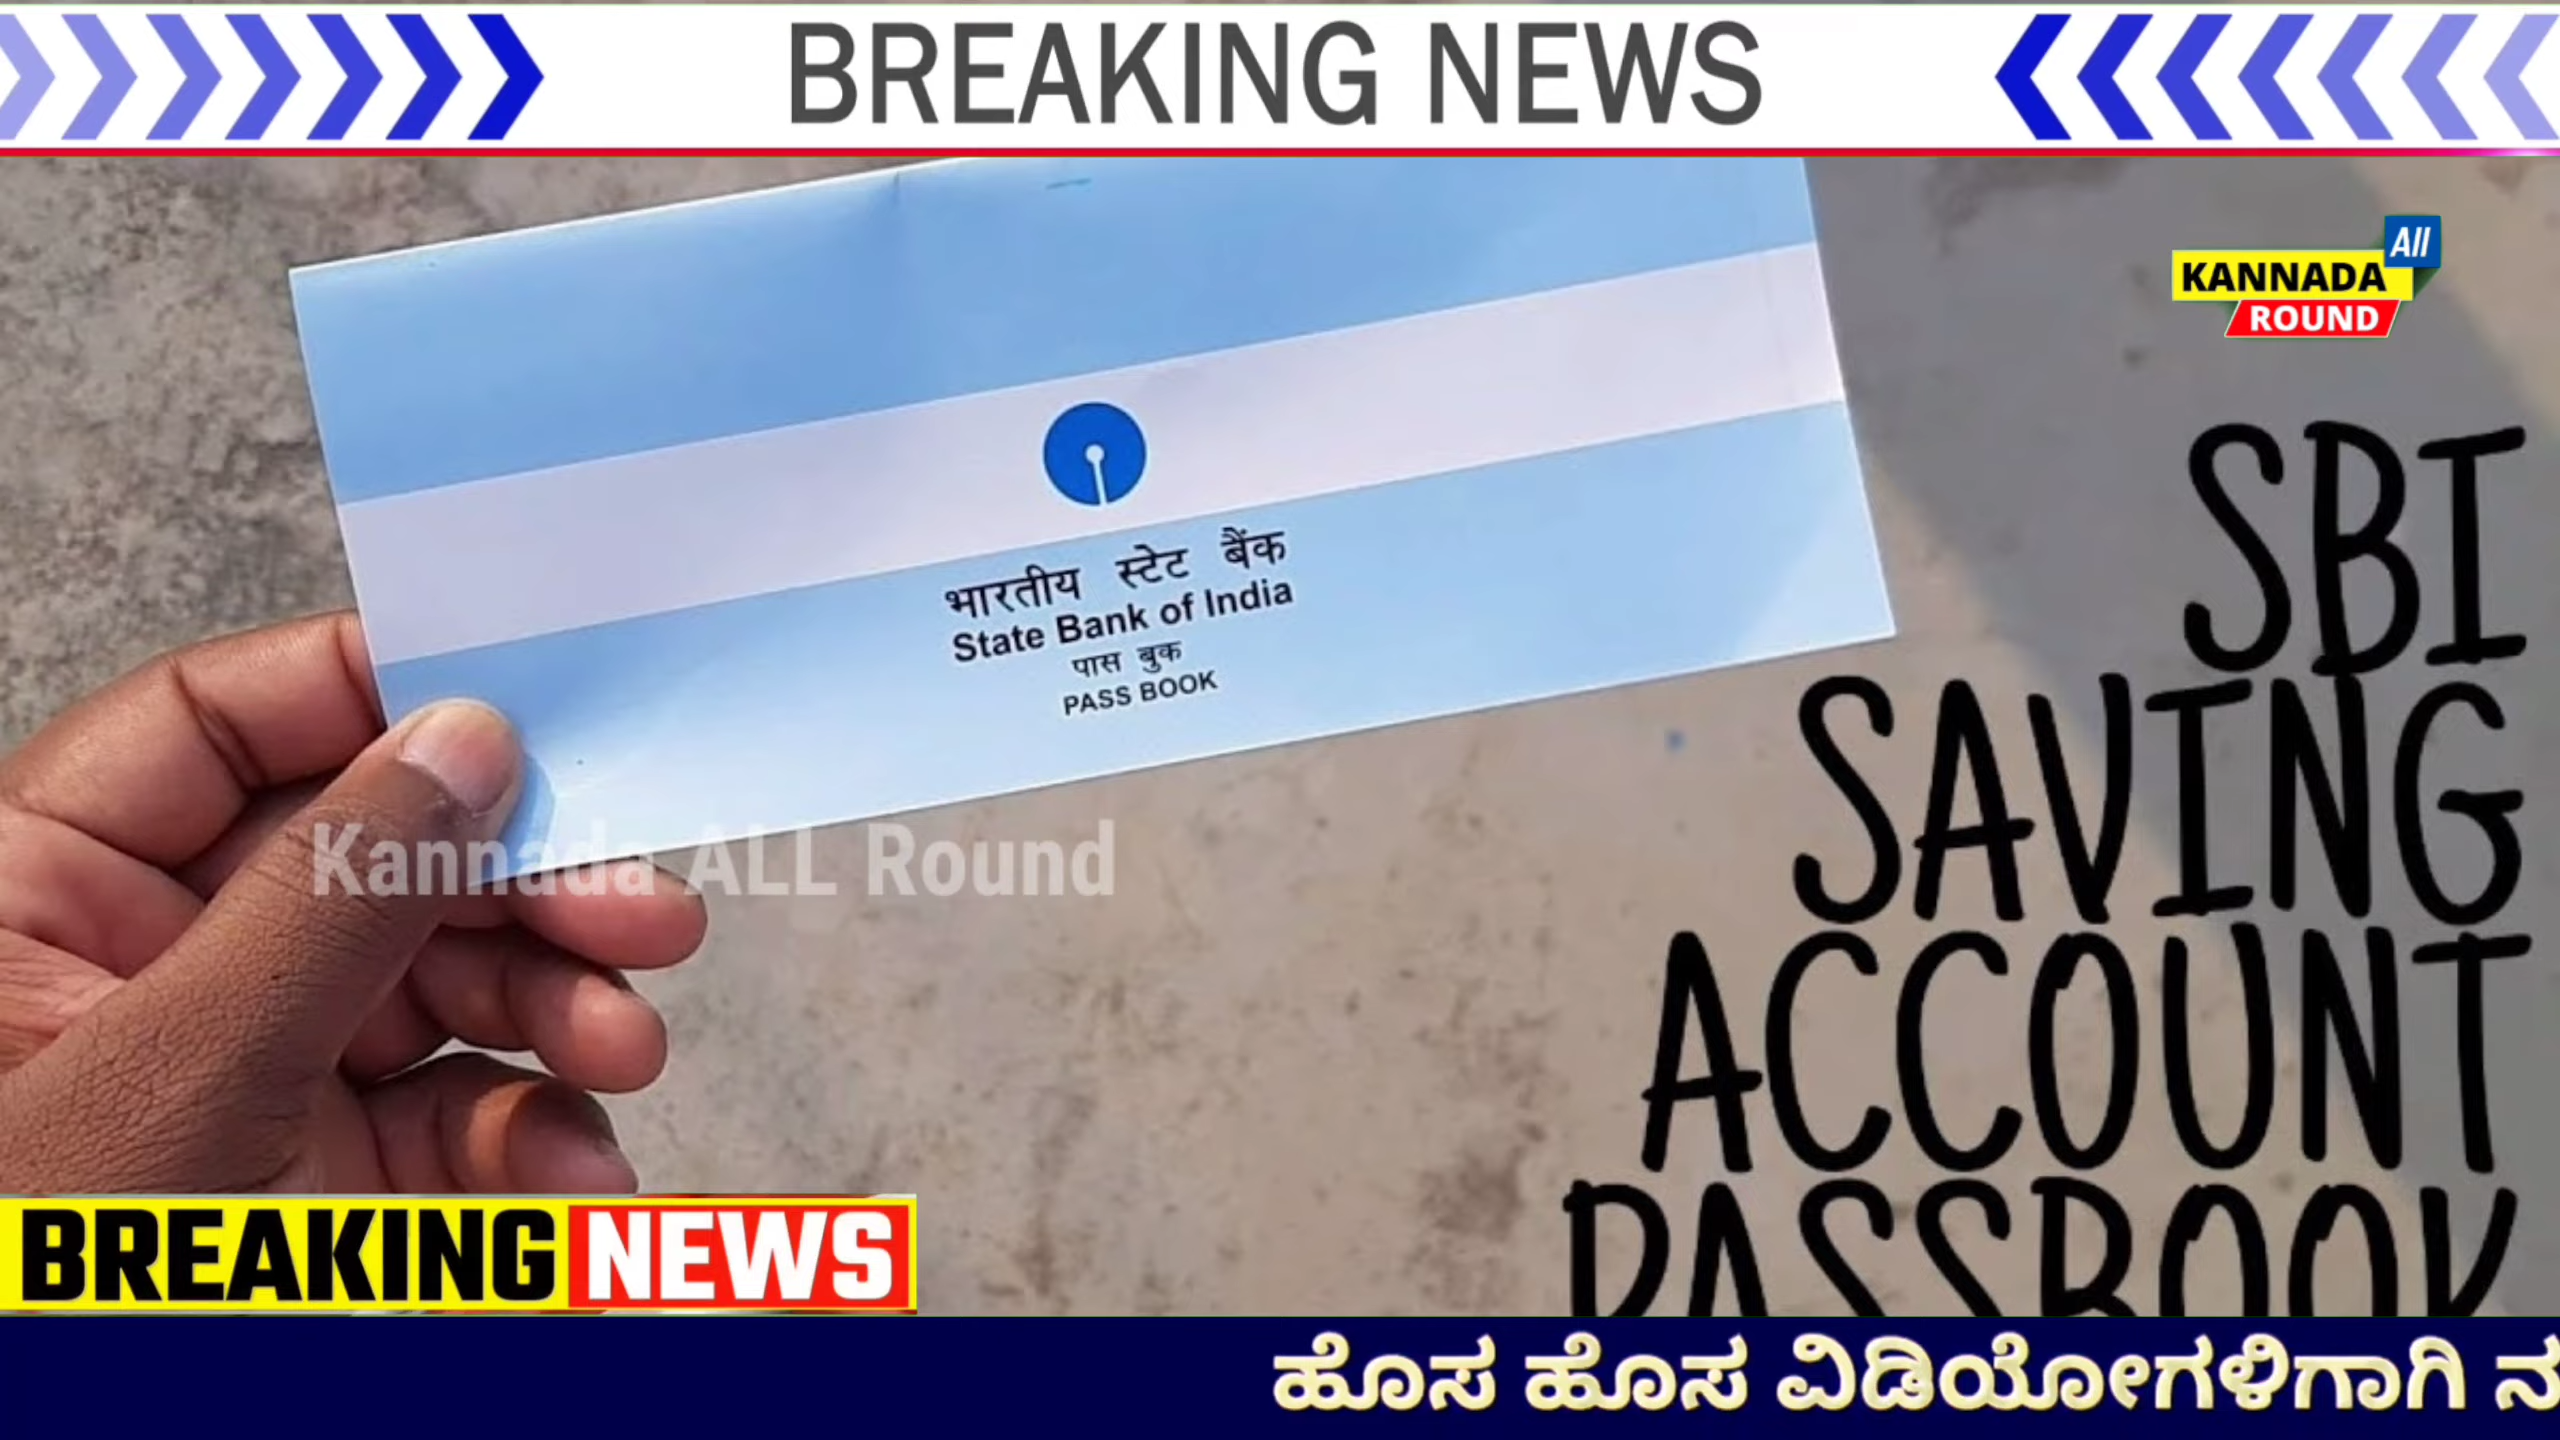 BREAKING NEWS
All
KANNADA
ROUND
SBI
SAVING
ACCOUNT
PASSBOOK
भारतीय स्टेट बैंक
State Bank of India
पास बुक
PASS BOOK
Kannada ALL Round
BREAKING NEWS
ಹೊಸ ಹೊಸ ವಿಡಿಯೋಗಳಿಗಾಗಿ